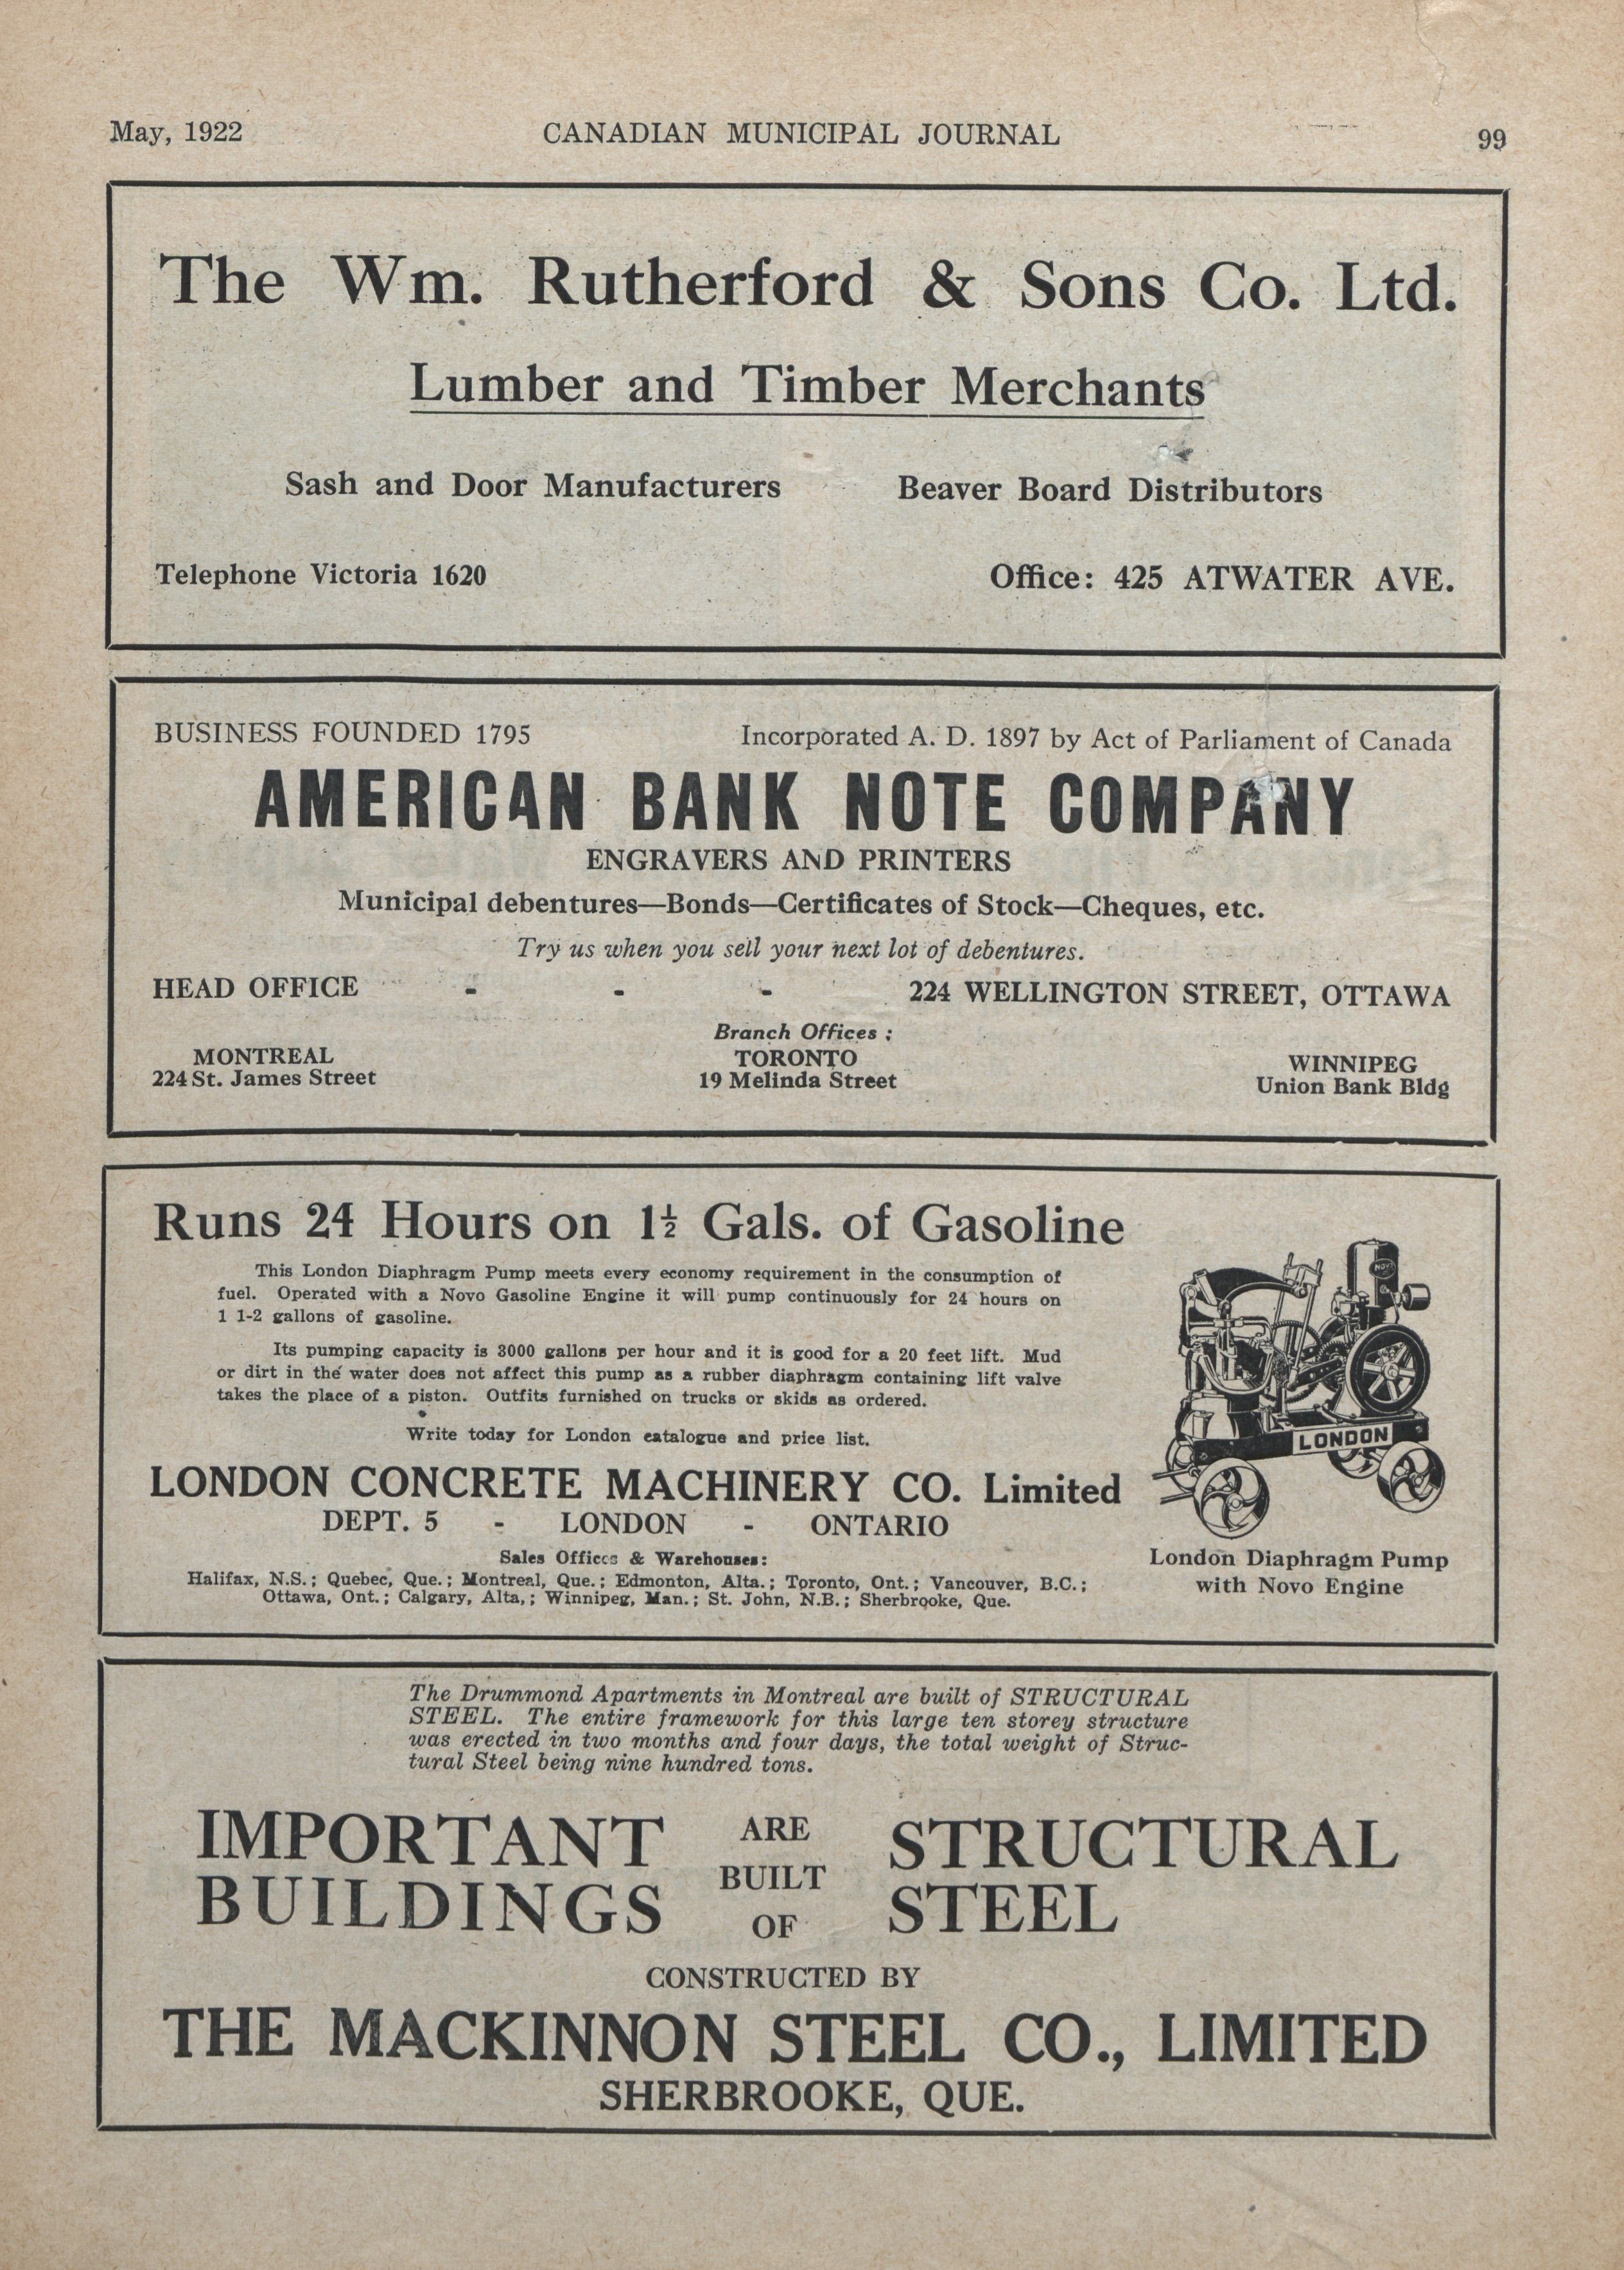 May, 1922 CANADIAN MUNICIPAL JOURNAL 99
The Wm. Rutherford & Sons Co. Ltd.
Lumber and Timber Merchants
Sash and Door Manufacturers Beaver Board Distributors
Telephone Victoria 1620 Office: 425 ATWATER AVE.
BUSINESS FOUNDED 1795 Incorporated A. D. 1897 by Act of Parliament of Canada
AMERICAN BANK NOTE COMPANY
ENGRAVERS AND PRINTERS
Municipal debentures—Bonds—Certificates of Stock—Cheques, etc.
Try us when you sell your next lot of debentures.
HEAD OFFICE - - - 224 WELLINGTON STREET, OTTAWA
Branch Offices :
MONTREAL TORONTO WINNIPEG
224 St. James Street 19 Melinda Street Union Bank Bldg
Runs 24 Hours on 1½ Gals. of Gasoline
This London Diaphragm Pump meets every economy requirement in the consumption of
fuel. Operated with a Novo Gasoline Engine it will pump continuously for 24 hours on
1 1-2 gallons of gasoline.
Its pumping capacity is 3000 gallons per hour and it is good for a 20 feet lift. Mud
or dirt in the water does not affect this pump as a rubber diaphragm containing lift valve
takes the place of a piston. Outfits furnished on trucks or skids as ordered.
Write today for London catalogue and price list.
LONDON CONCRETE MACHINERY CO. Limited
DEPT. 5 - LONDON - ONTARIO
Sales Offices & Warehouses:
Halifax, N.S.; Quebec, Que.; Montreal, Que.; Edmonton, Alta.; Toronto, Ont.; Vancouver, B.C.;
Ottawa, Ont.; Calgary, Alta,; Winnipeg, Man.; St. John, N.B.; Sherbrooke, Que.
NOVO
LONDON
London Diaphragm Pump
with Novo Engine
The Drummond Apartments in Montreal are built of STRUCTURAL
STEEL. The entire framework for this large ten storey structure
was erected in two months and four days, the total weight of Struc-
tural Steel being nine hundred tons.
IMPORTANT
BUILDINGS
ARE
BUILT
OF
STRUCTURAL
STEEL
CONSTRUCTED BY
THE MACKINNON STEEL CO., LIMITED
SHERBROOKE, QUE.